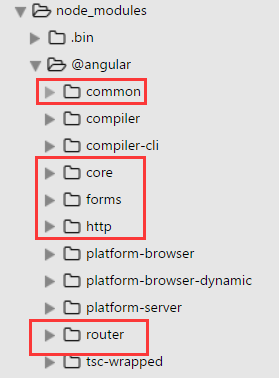 node_modules
.bin
@angular
common
compiler
compiler-cli
core
forms
http
platform-browser
platform-browser-dynamic
platform-server
router
tsc-wrapped